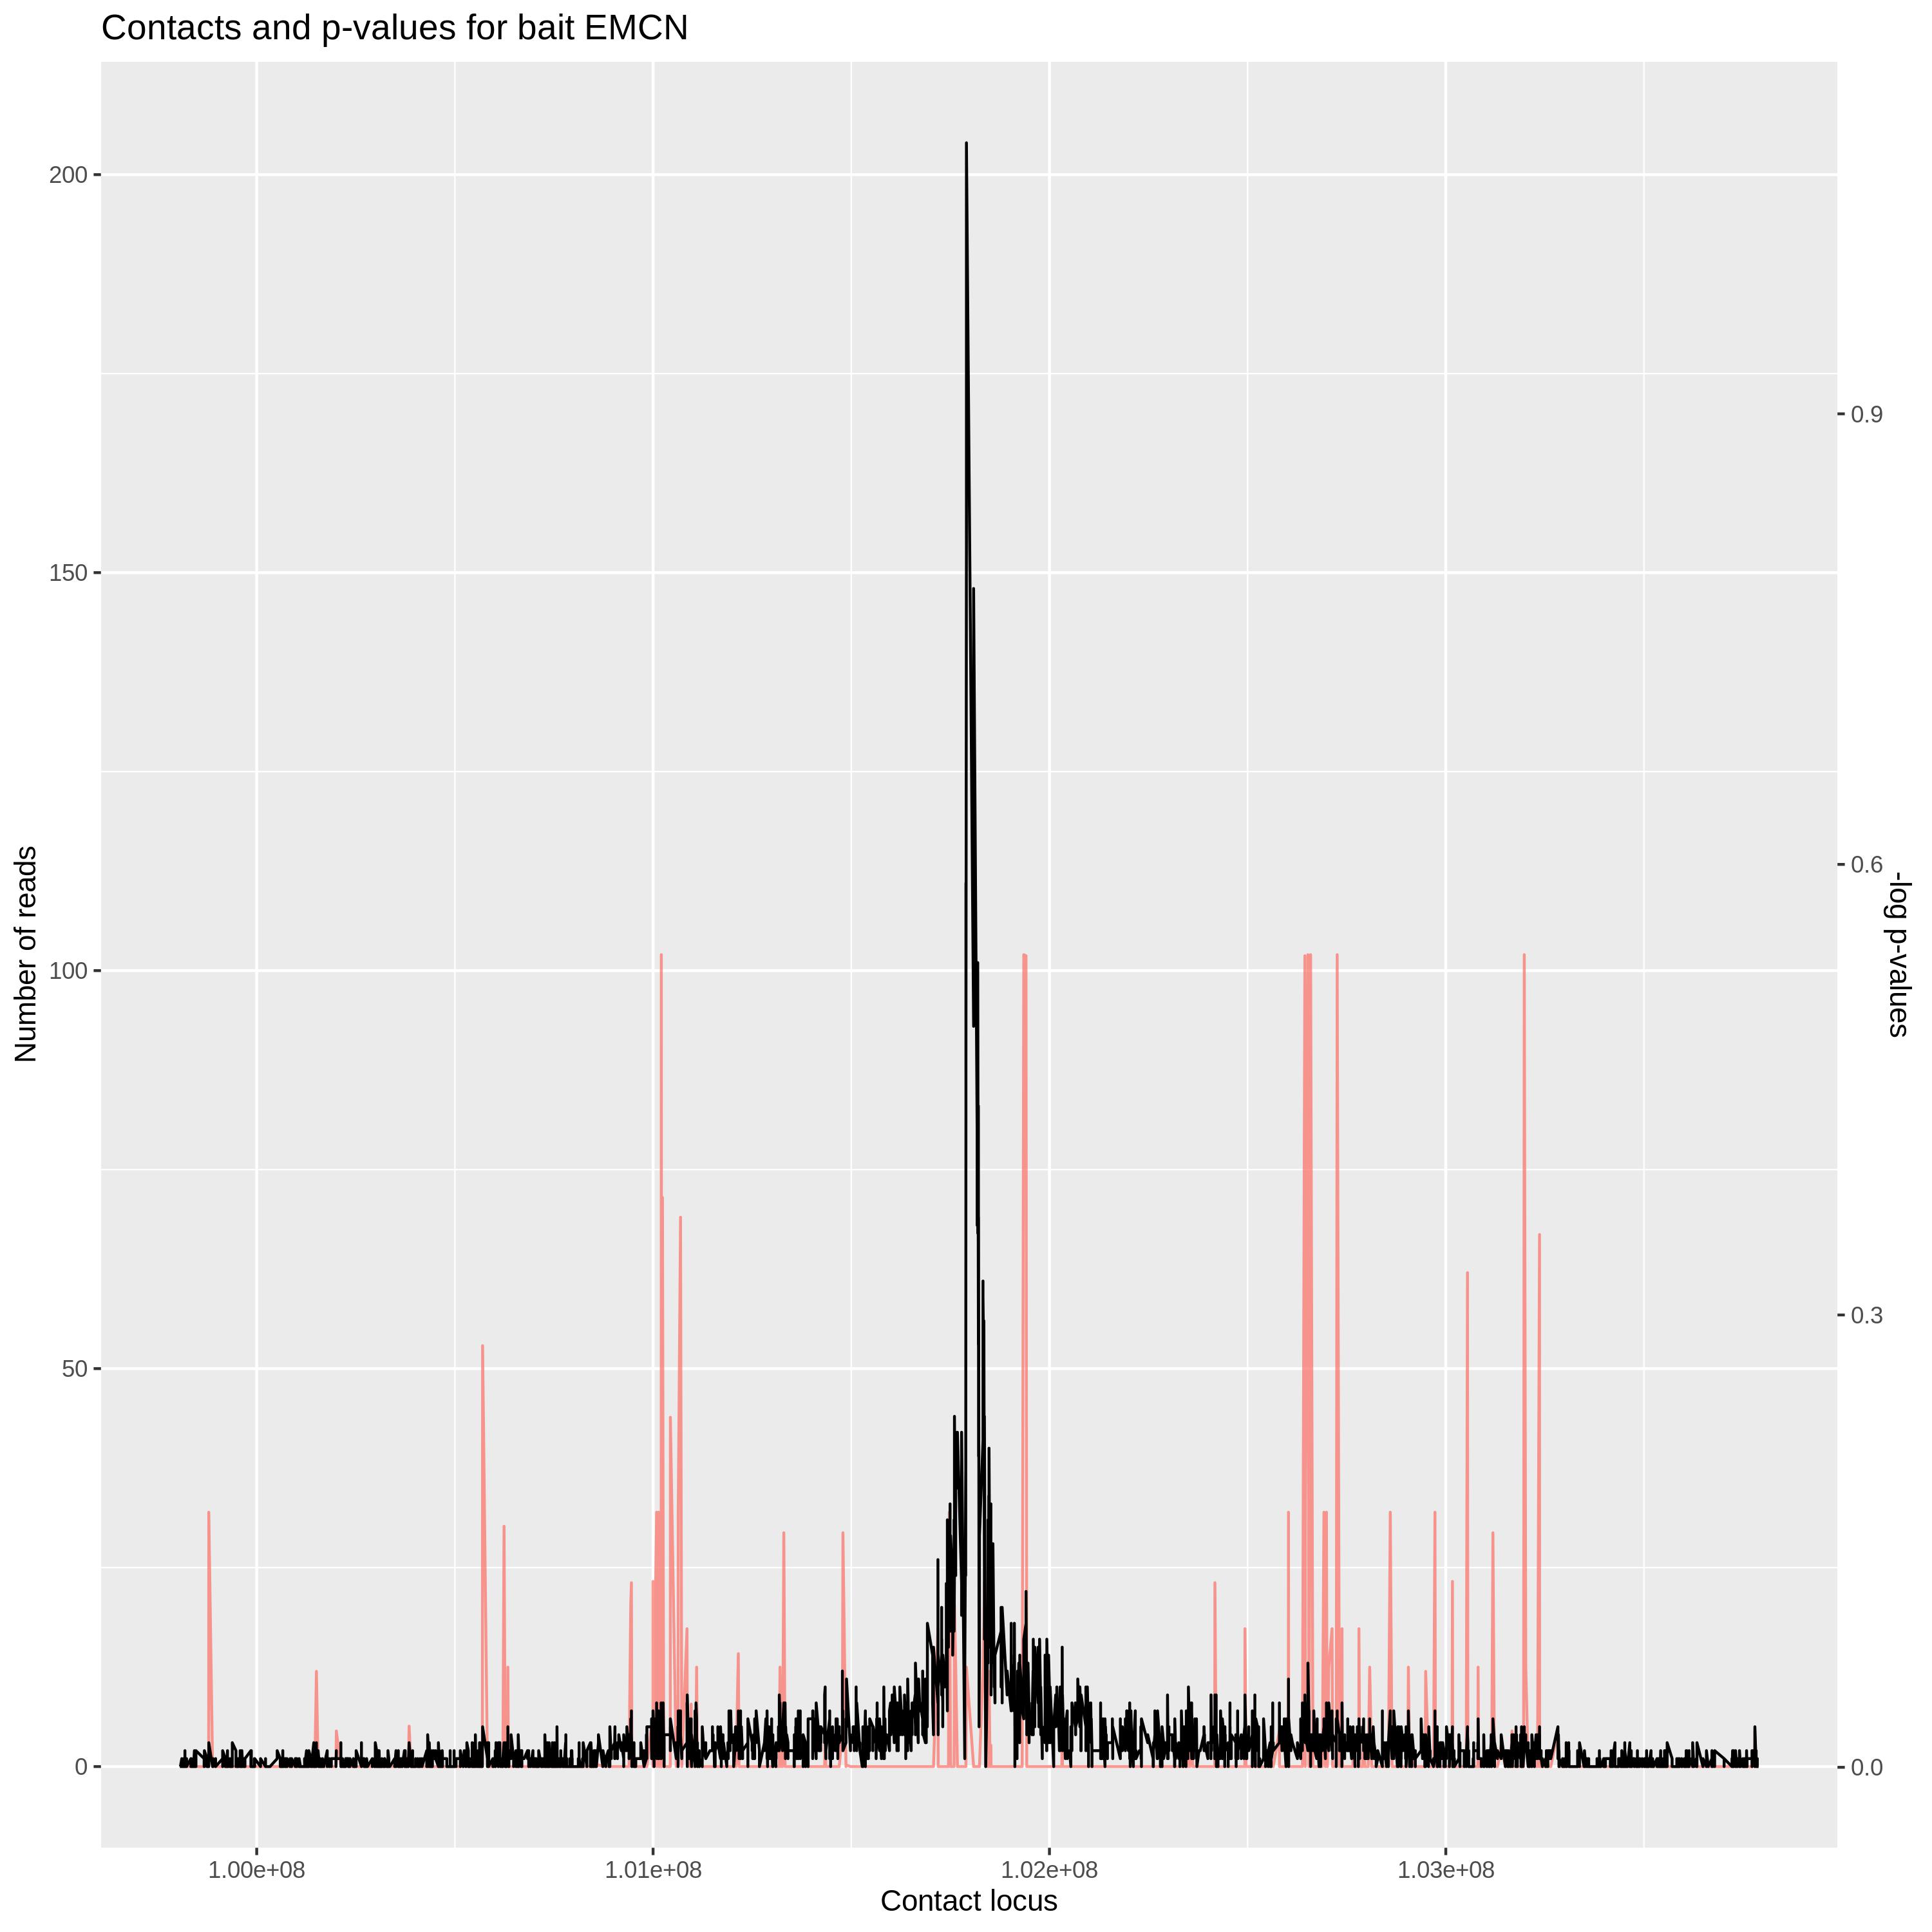 Contacts and p-values for bait EMCN
Number of reads
200
150
100
50
0
0.9
0.6
0.3
0.0
-log p-values
1.00e+08
1.01e+08
1.02e+08
1.03e+08
Contact locus